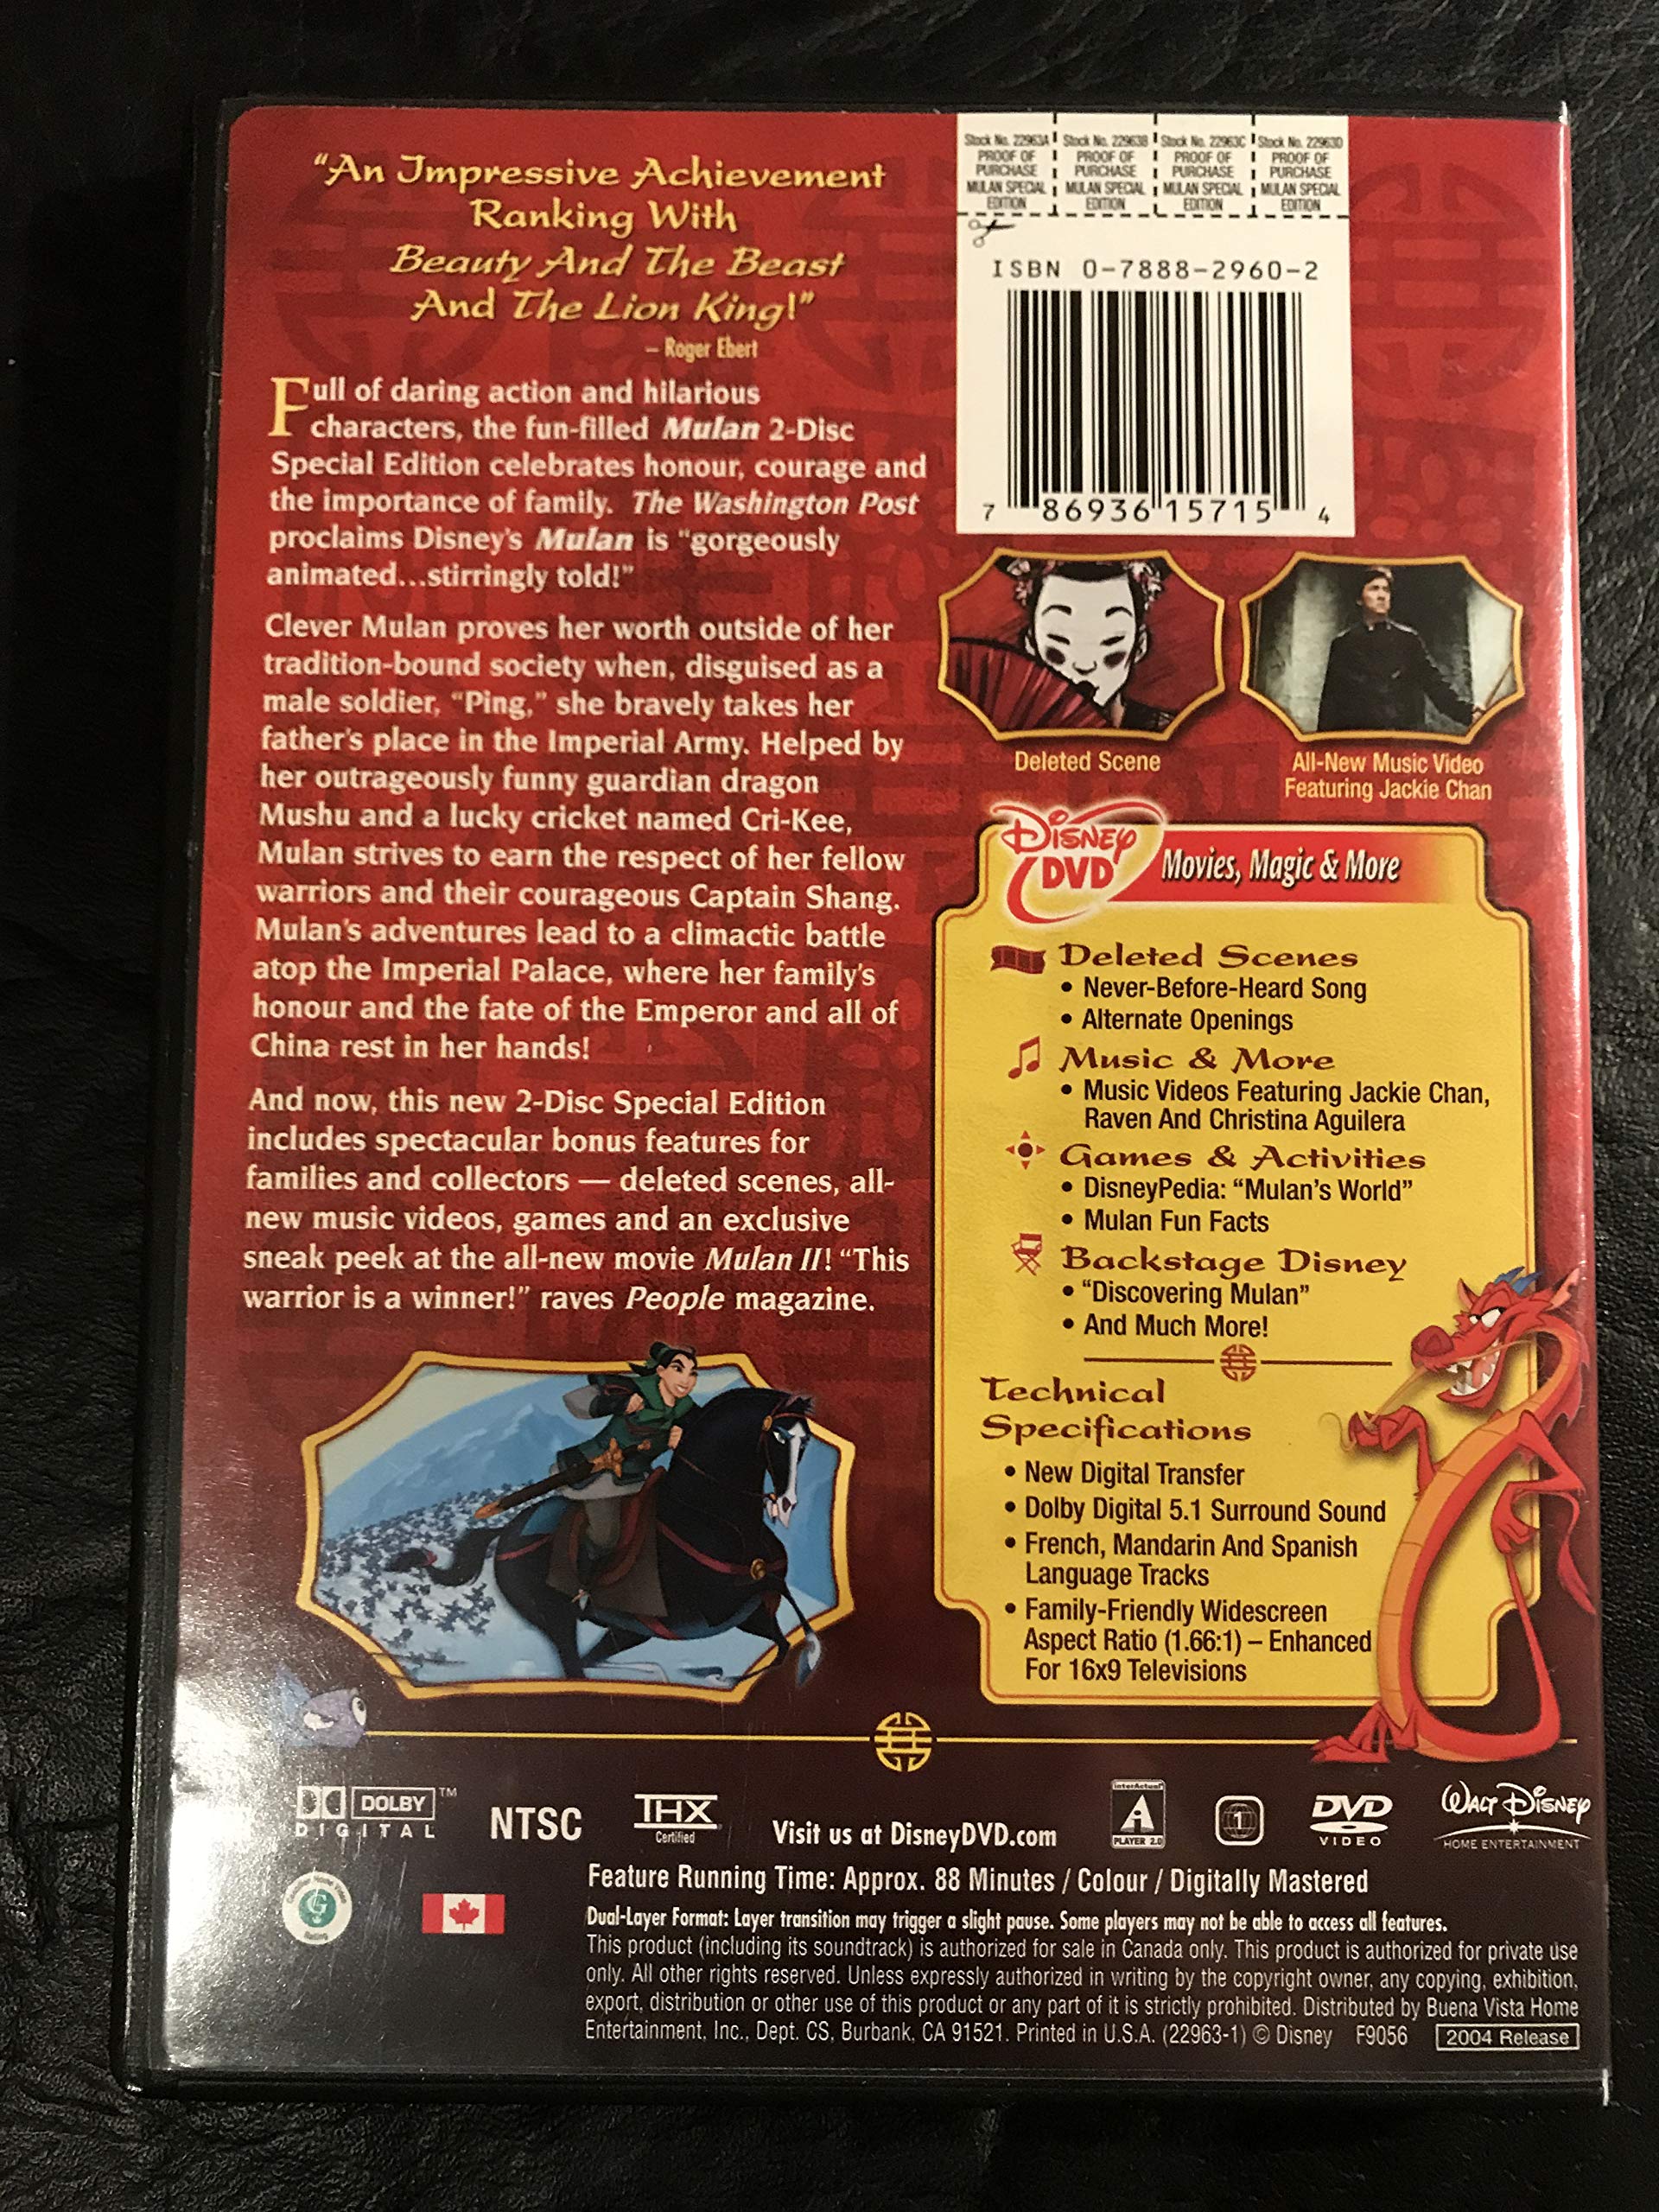 “An Impressive Achievement
Ranking With
Beauty And The Beast
And The Lion King!”
– Roger Ebert
Full of daring action and hilarious
characters, the fun-filled Mulan 2-Disc
Special Edition celebrates honour, courage and
the importance of family. The Washington Post
proclaims Disney's Mulan is "gorgeously
animated...stirringly told!"
Clever Mulan proves her worth outside of her
tradition-bound society when, disguised as a
male soldier, “Ping,” she bravely takes her
father's place in the Imperial Army. Helped by
her outrageously funny guardian dragon
Mushu and a lucky cricket named Cri-Kee,
Mulan strives to earn the respect of her fellow
warriors and their courageous Captain Shang.
Mulan's adventures lead to a climactic battle
atop the Imperial Palace, where her family's
honour and the fate of the Emperor and all of
China rest in her hands!
And now, this new 2-Disc Special Edition
includes spectacular bonus features for
families and collectors — deleted scenes, all-
new music videos, games and an exclusive
sneak peek at the all-new movie Mulan II! “This
warrior is a winner!” raves People magazine.
Stock No. 22963A Stock No. 22963B Stock No. 22963C Stock No. 22963D
PROOF OF PROOF OF PROOF OF PROOF OF
PURCHASE PURCHASE PURCHASE PURCHASE
MULAN SPECIAL MULAN SPECIAL MULAN SPECIAL MULAN SPECIAL
EDITION EDITION EDITION EDITION
ISBN 0-7888-2960-2
7 86936 15715 4
Deleted Scene
All-New Music Video
Featuring Jackie Chan
Disney
DVD
Movies, Magic & More
Deleted Scenes
• Never-Before-Heard Song
• Alternate Openings
Music & More
• Music Videos Featuring Jackie Chan,
Raven And Christina Aguilera
Games & Activities
• DisneyPedia: “Mulan's World”
• Mulan Fun Facts
Backstage Disney
• “Discovering Mulan”
• And Much More!
Technical
Specifications
• New Digital Transfer
• Dolby Digital 5.1 Surround Sound
• French, Mandarin And Spanish
Language Tracks
• Family-Friendly Widescreen
Aspect Ratio (1.66:1) – Enhanced
For 16x9 Televisions
DOLBY ™
DIGITAL
NTSC
THX
Certified
Visit us at DisneyDVD.com
InterActual
PLAYER 2.0
1
DVD
VIDEO
Walt Disney
HOME ENTERTAINMENT
G
Rating
Feature Running Time: Approx. 88 Minutes / Colour / Digitally Mastered
Dual-Layer Format: Layer transition may trigger a slight pause. Some players may not be able to access all features.
This product (including its soundtrack) is authorized for sale in Canada only. This product is authorized for private use
only. All other rights reserved. Unless expressly authorized in writing by the copyright owner, any copying, exhibition,
export, distribution or other use of this product or any part of it is strictly prohibited. Distributed by Buena Vista Home
Entertainment, Inc., Dept. CS, Burbank, CA 91521. Printed in U.S.A. (22963-1) © Disney F9056 2004 Release